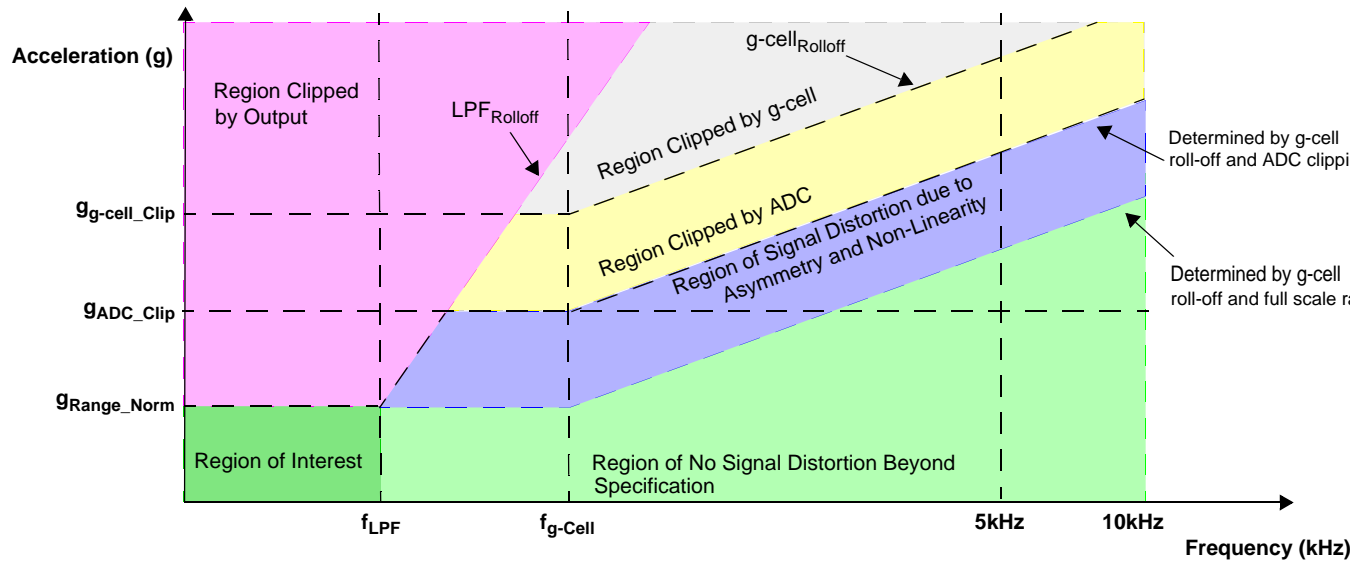 Acceleration (g)
Region Clipped
by Output
LPFRolloff
g-cellRolloff
Region Clipped by g-cell
Region Clipped by ADC
Region of Signal Distortion due to
Asymmetry and Non-Linearity
Determined by g-cell
roll-off and ADC clippi
Determined by g-cell
roll-off and full scale ra
gg-cell_Clip
gADC_Clip
gRange_Norm
Region of Interest
Region of No Signal Distortion Beyond
Specification
fLPF
fg-Cell
5kHz
10kHz
Frequency (kHz)